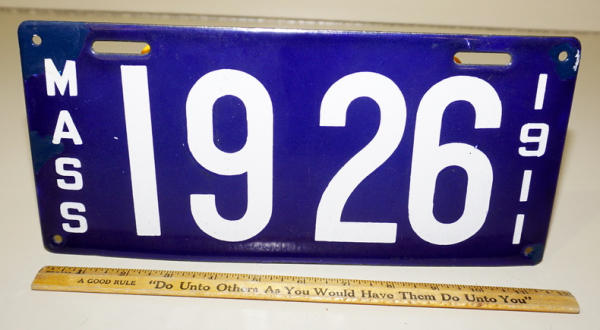 MASS
1926
1911
A GOOD RULE "Do Unto Others As You Would Have Them Do Unto You"